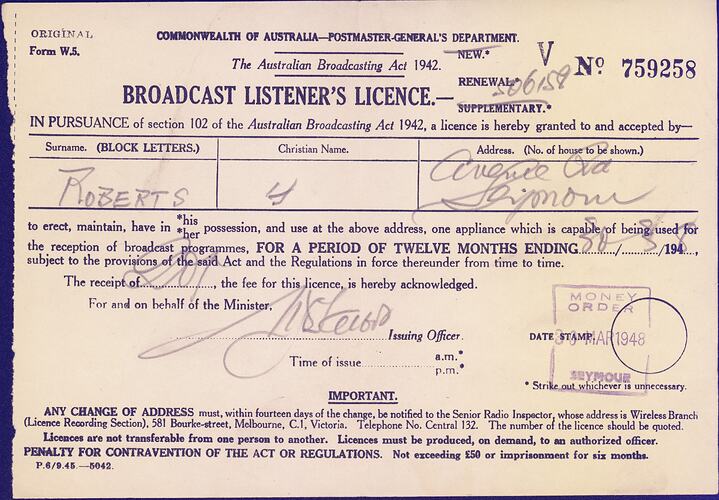 ORIGINAL
Form W.5.
COMMONWEALTH OF AUSTRALIA—POSTMASTER-GENERAL'S DEPARTMENT.
The Australian Broadcasting Act 1942.
BROADCAST LISTENER'S LICENCE.—
NEW.*
RENEWAL.*
506159
SUPPLEMENTARY.*
V
No 759258
IN PURSUANCE of section 102 of the Australian Broadcasting Act 1942, a licence is hereby granted to and accepted by—
Surname. (BLOCK LETTERS.) Christian Name. Address. (No. of house to be shown.)
ROBERTS Avenue Rd
Seymour
to erect, maintain, have in *his *her possession, and use at the above address, one appliance which is capable of being used for
the reception of broadcast programmes, FOR A PERIOD OF TWELVE MONTHS ENDING....../....../194...,
subject to the provisions of the said Act and the Regulations in force thereunder from time to time.
The receipt of 20/-, the fee for this licence, is hereby acknowledged.
For and on behalf of the Minister,
Issuing Officer.
Time of issue a.m.*
p.m.*
MONEY
ORDER
DATE STAMP.
30 MAR 1948
SEYMOUR
* Strike out whichever is unnecessary.
IMPORTANT.
ANY CHANGE OF ADDRESS must, within fourteen days of the change, be notified to the Senior Radio Inspector, whose address is Wireless Branch
(Licence Recording Section), 581 Bourke-street, Melbourne, C.1, Victoria. Telephone No. Central 132. The number of the licence should be quoted.
Licences are not transferable from one person to another. Licences must be produced, on demand, to an authorized officer.
PENALTY FOR CONTRAVENTION OF THE ACT OR REGULATIONS. Not exceeding £50 or imprisonment for six months.
P.6/9.45.—5042.